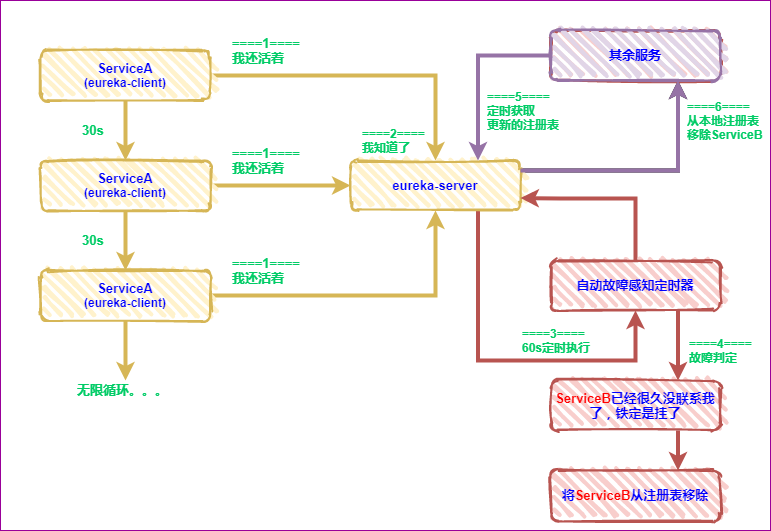 ====1====
我还活着
ServiceA
(eureka-client)
30s
====1====
我还活着
ServiceA
(eureka-client)
30s
====1====
我还活着
ServiceA
(eureka-client)
无限循环。。。
====2====
我知道了
eureka-server
其余服务
====5====
定时获取
更新的注册表
====6====
从本地注册表
移除ServiceB
自动故障感知定时器
====3====
60s定时执行
====4====
故障判定
ServiceB已经很久没联系我
了，铁定是挂了
将ServiceB从注册表移除